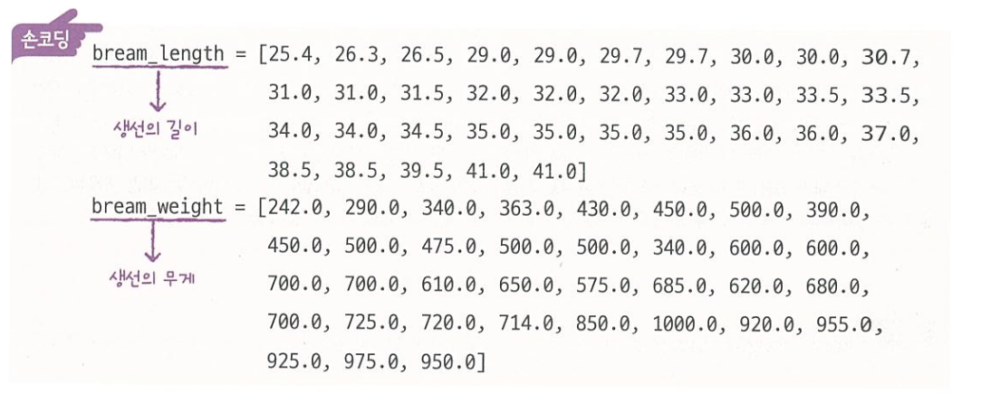 손코딩
bream_length = [25.4, 26.3, 26.5, 29.0, 29.0, 29.7, 29.7, 30.0, 30.0, 30.7,
31.0, 31.0, 31.5, 32.0, 32.0, 32.0, 33.0, 33.0, 33.5, 33.5,
생선의 길이
34.0, 34.0, 34.5, 35.0, 35.0, 35.0, 35.0, 36.0, 36.0, 37.0,
38.5, 38.5, 39.5, 41.0, 41.0]
bream_weight = [242.0, 290.0, 340.0, 363.0, 430.0, 450.0, 500.0, 390.0,
450.0, 500.0, 475.0, 500.0, 500.0, 340.0, 600.0, 600.0,
생선의 무게
700.0, 700.0, 610.0, 650.0, 575.0, 685.0, 620.0, 680.0,
700.0, 725.0, 720.0, 714.0, 850.0, 1000.0, 920.0, 955.0,
925.0, 975.0, 950.0]